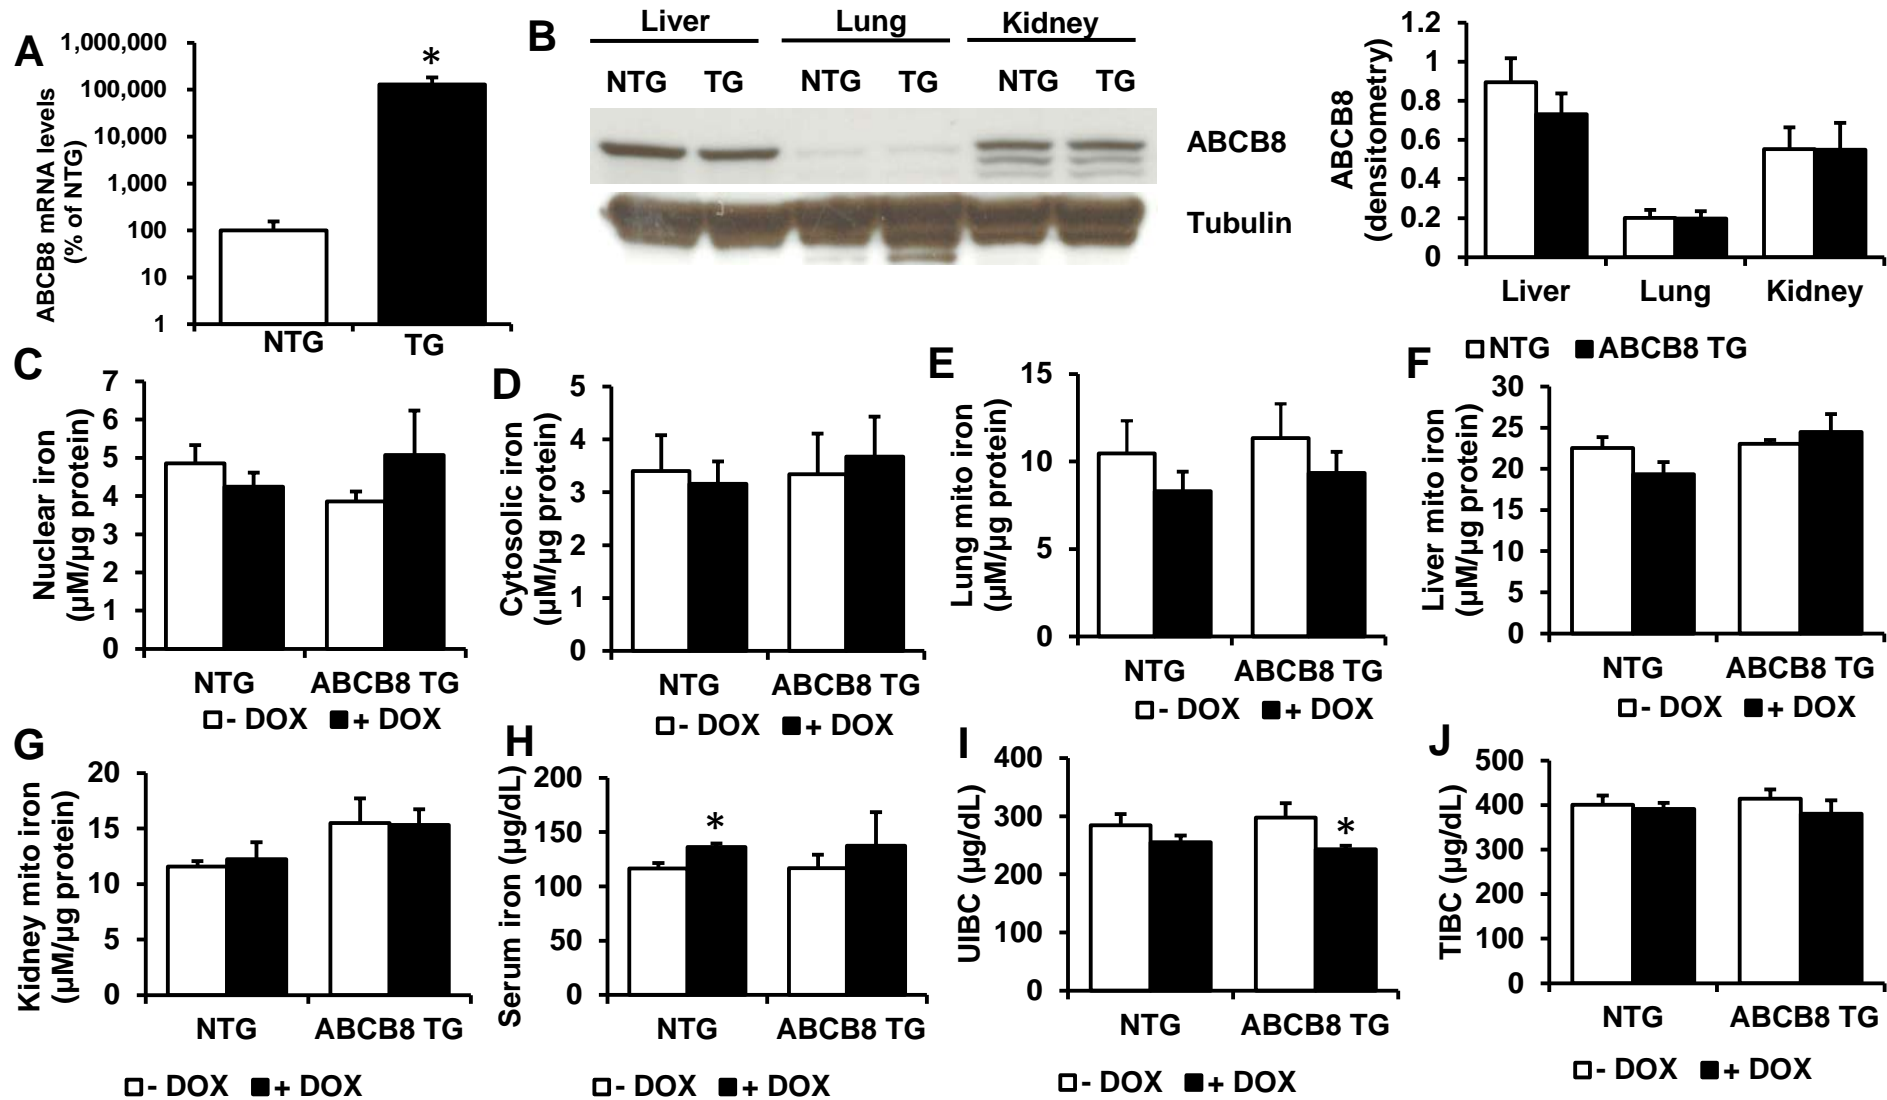 A
ABCB8 mRNA levels
(% of NTG)
1,000,000
100,000
10,000
1,000
100
10
1
*
NTG
TG
B
Liver
Lung
Kidney
NTG
TG
NTG
TG
NTG
TG
ABCB8
Tubulin
ABCB8
(densitometry)
1.2
1
0.8
0.6
0.4
0.2
0
Liver
Lung
Kidney
NTG
ABCB8 TG
C
Nuclear iron
(µM/µg protein)
7
6
5
4
3
2
1
0
NTG
ABCB8 TG
- DOX
+ DOX
D
Cytosolic iron
(µM/µg protein)
5
4
3
2
1
0
NTG
ABCB8 TG
- DOX
+ DOX
E
Lung mito iron
(µM/µg protein)
15
10
5
0
NTG
ABCB8 TG
- DOX
+ DOX
F
Liver mito iron
(µM/µg protein)
30
25
20
15
10
5
0
NTG
ABCB8 TG
- DOX
+ DOX
G
Kidney mito iron
(µM/µg protein)
20
15
10
5
0
NTG
ABCB8 TG
- DOX
+ DOX
H
Serum iron (µg/dL)
200
150
100
50
0
*
NTG
ABCB8 TG
- DOX
+ DOX
I
UIBC (µg/dL)
400
300
200
100
0
*
NTG
ABCB8 TG
- DOX
+ DOX
J
TIBC (µg/dL)
500
400
300
200
100
0
NTG
ABCB8 TG
- DOX
+ DOX